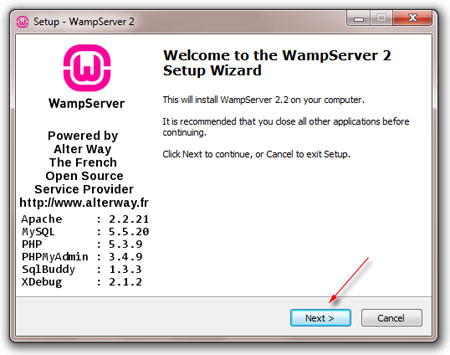 Setup - WampServer 2
WampServer
Powered by
Alter Way
The French
Open Source
Service Provider
http://www.alterway.fr
Apache : 2.2.21
MySQL : 5.5.20
PHP : 5.3.9
PHPMyAdmin : 3.4.9
SqlBuddy : 1.3.3
XDebug : 2.1.2
Welcome to the WampServer 2
Setup Wizard
This will install WampServer 2.2 on your computer.
It is recommended that you close all other applications before
continuing.
Click Next to continue, or Cancel to exit Setup.
Next >
Cancel